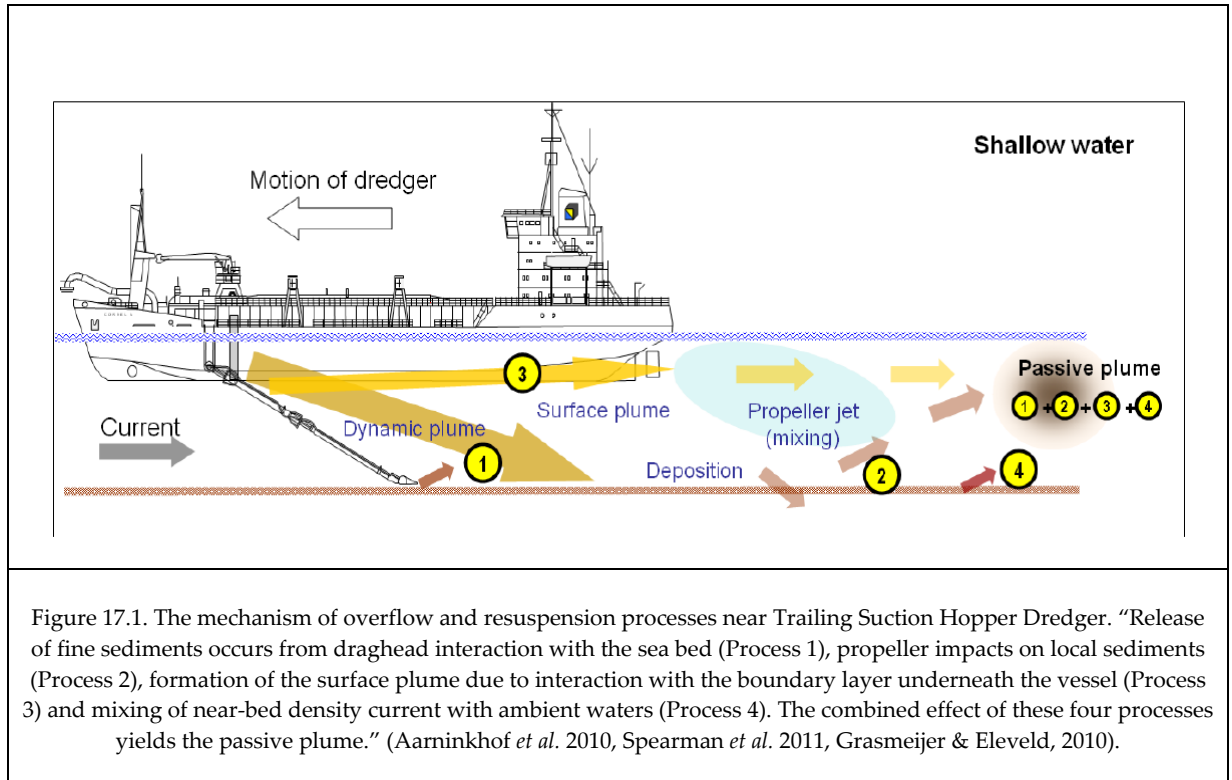 Shallow water
Motion of dredger
3
Passive plume
1 + 2 + 3 + 4
Surface plume
Propeller jet
(mixing)
Current
Dynamic plume
1
Deposition
2
4
Figure 17.1. The mechanism of overflow and resuspension processes near Trailing Suction Hopper Dredger. “Release
of fine sediments occurs from draghead interaction with the sea bed (Process 1), propeller impacts on local sediments
(Process 2), formation of the surface plume due to interaction with the boundary layer underneath the vessel (Process
3) and mixing of near-bed density current with ambient waters (Process 4). The combined effect of these four processes
yields the passive plume.” (Aarninkhof et al. 2010, Spearman et al. 2011, Grasmeijer & Eleveld, 2010).